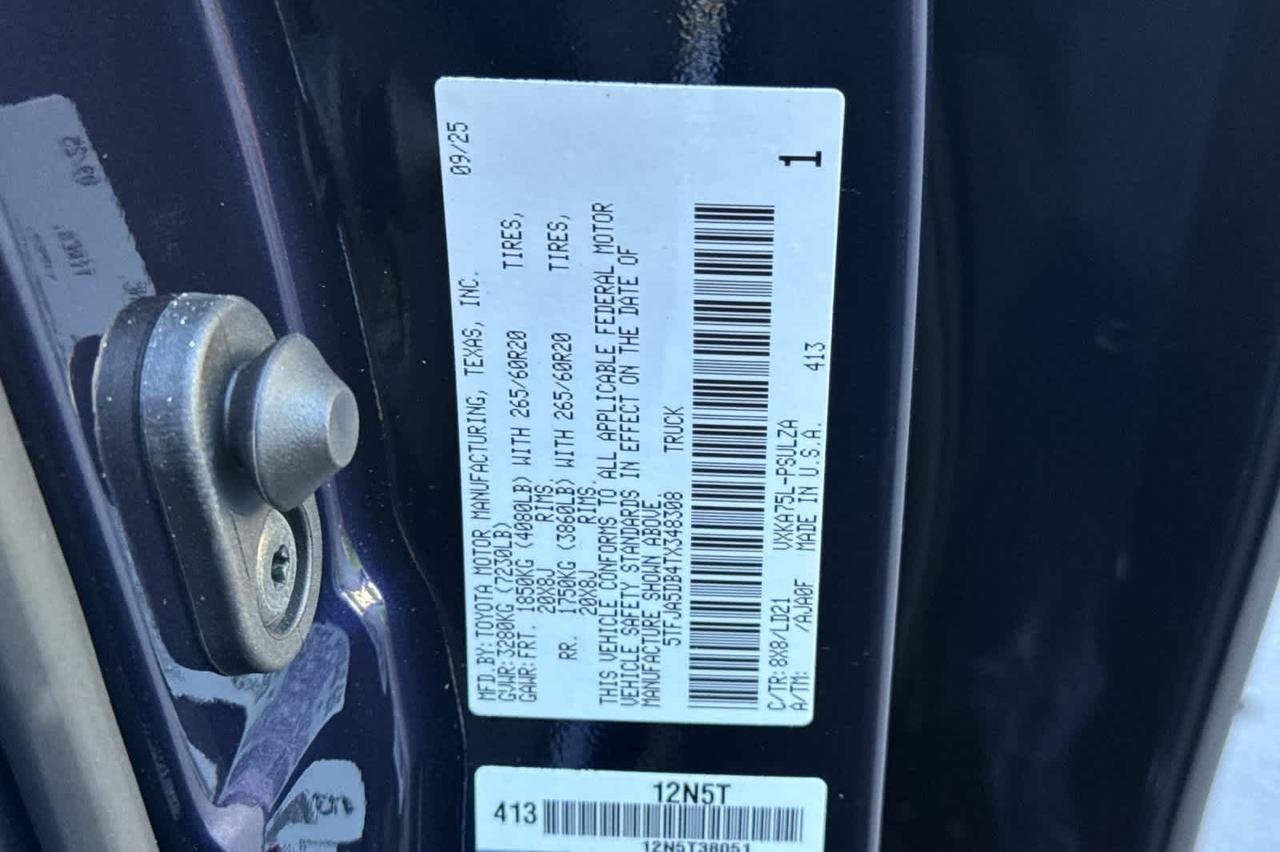 MFD.BY:TOYOTA MOTOR MANUFACTURING, TEXAS, INC. 09/25
GVWR:3280KG (7230LB)
GAWR:FRT. 1850KG (4080LB) WITH 265/60R20 TIRES,
20X8J RIMS.
RR. 1750KG (3860LB) WITH 265/60R20 TIRES,
20X8J RIMS.
THIS VEHICLE CONFORMS TO ALL APPLICABLE FEDERAL MOTOR
VEHICLE SAFETY STANDARDS IN EFFECT ON THE DATE OF
MANUFACTURE SHOWN ABOVE.
5TFJA5DB4TX348308 TRUCK
C/TR:8X8/LD21 VXKA75L-PSULZA
A/TM: /AJA0F MADE IN U.S.A. 413
1
12N5T
413
12N5T38051